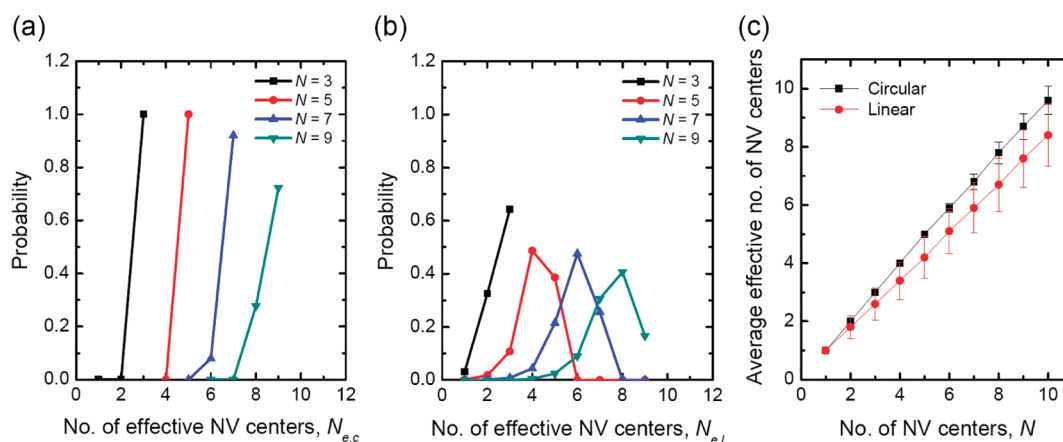 (a)
1.2
1.0
0.8
0.6
0.4
0.2
0.0
0 2 4 6 8 10 12
Probability
No. of effective NV centers, N_{e,c}
N = 3
N = 5
N = 7
N = 9
(b)
1.2
1.0
0.8
0.6
0.4
0.2
0.0
0 2 4 6 8 10 12
Probability
No. of effective NV centers, N_{e,l}
N = 3
N = 5
N = 7
N = 9
(c)
10
8
6
4
2
0
0 2 4 6 8 10
Average effective no. of NV centers
No. of NV centers, N
Circular
Linear